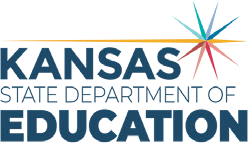 KANSAS
STATE DEPARTMENT OF
EDUCATION